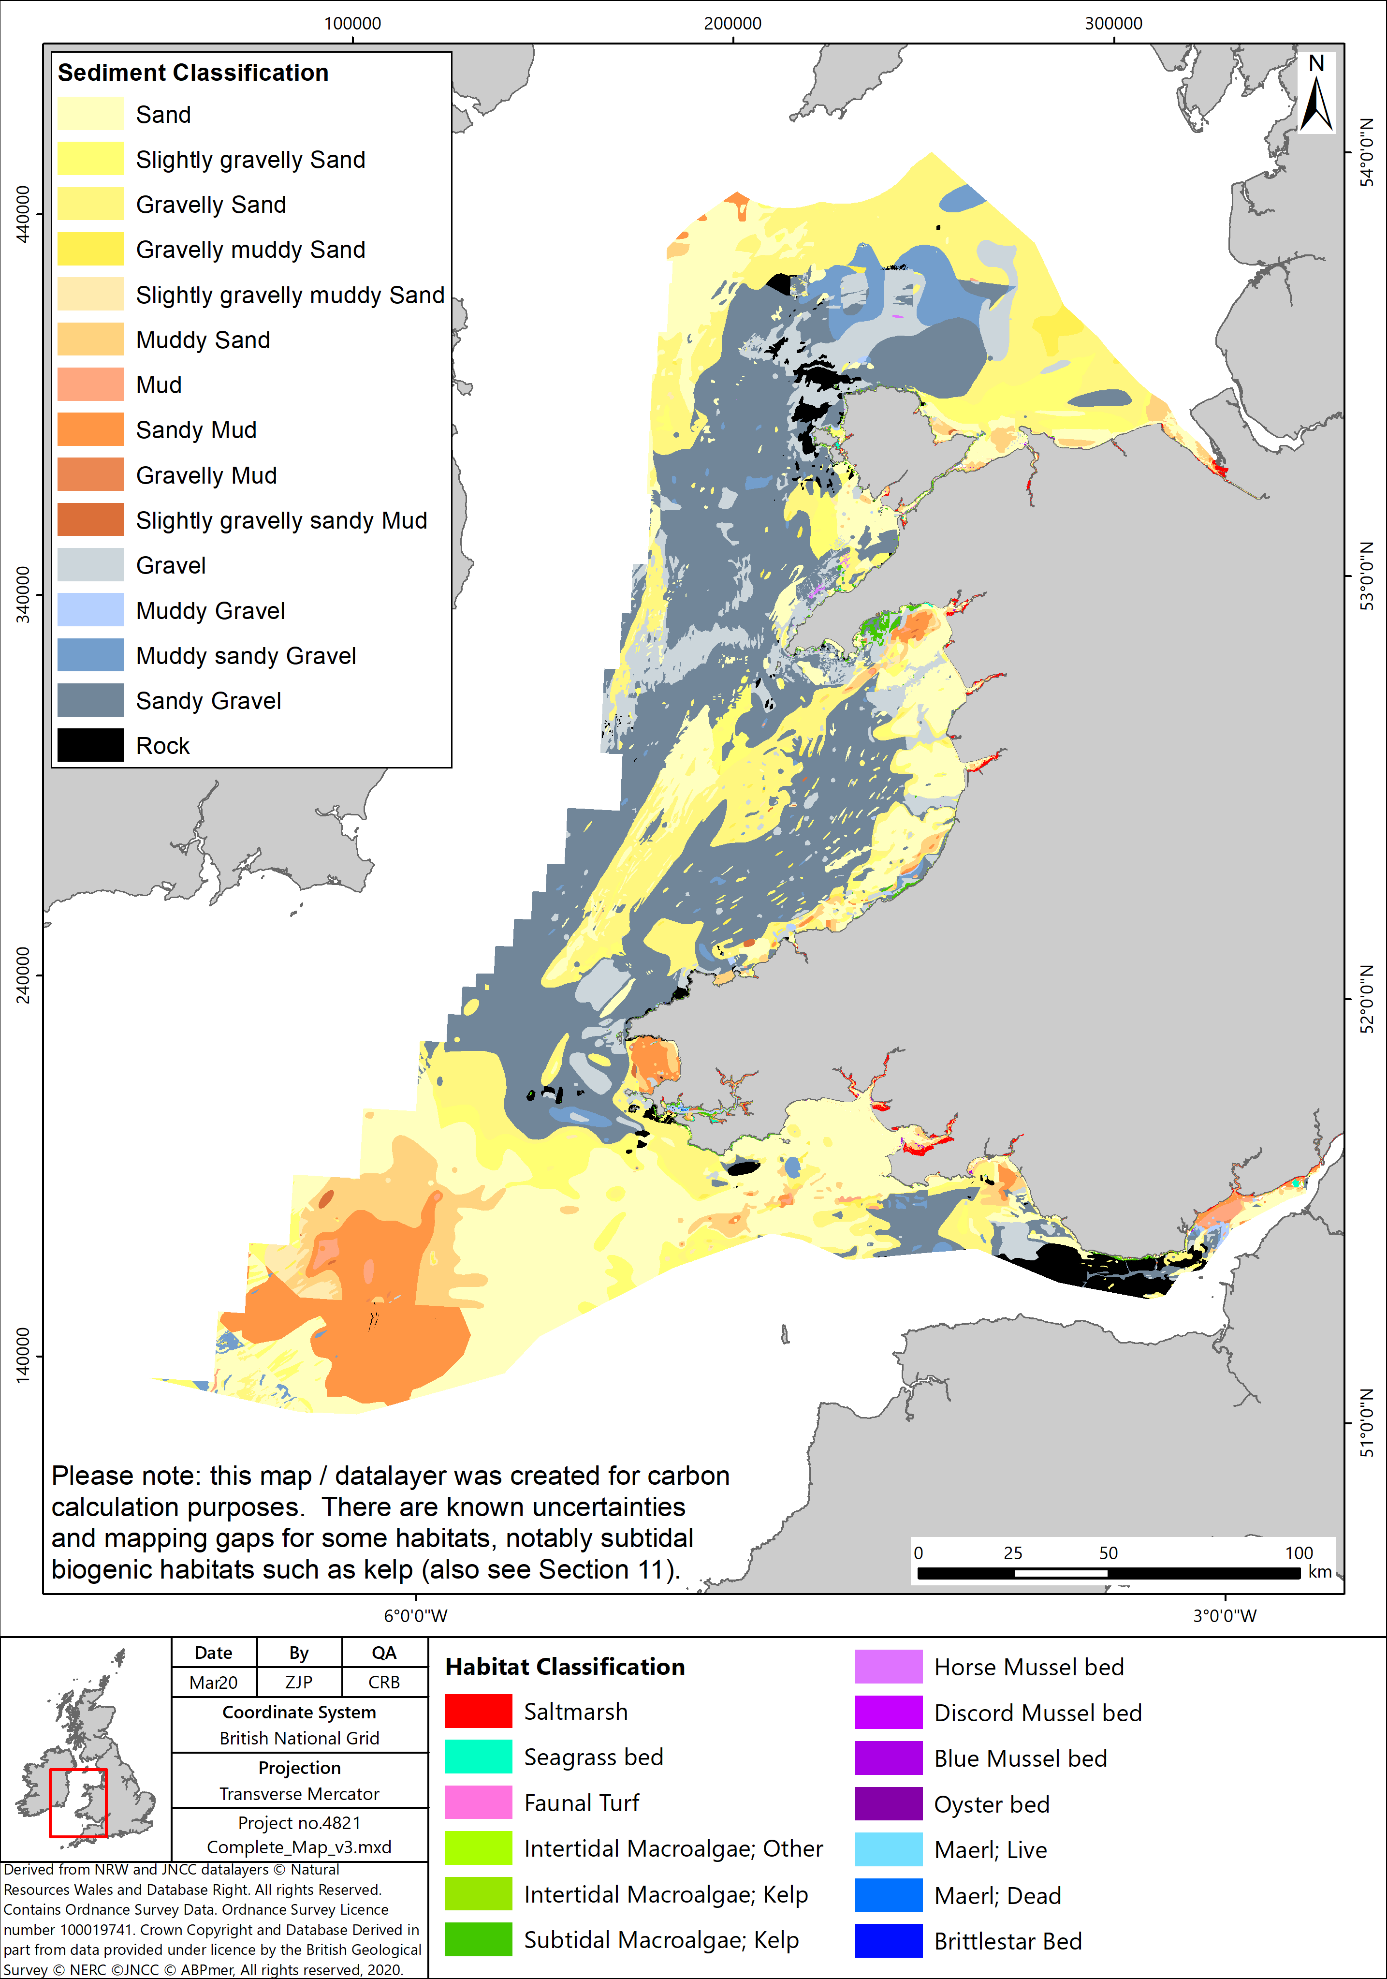 100000
200000
300000
Sediment Classification
Sand
Slightly gravelly Sand
Gravelly Sand
Gravelly muddy Sand
Slightly gravelly muddy Sand
Muddy Sand
Mud
Sandy Mud
Gravelly Mud
Slightly gravelly sandy Mud
Gravel
Muddy Gravel
Muddy sandy Gravel
Sandy Gravel
Rock
N
440000
340000
240000
140000
54°0'0"N
53°0'0"N
52°0'0"N
51°0'0"N
Please note: this map / datalayer was created for carbon
calculation purposes. There are known uncertainties
and mapping gaps for some habitats, notably subtidal
biogenic habitats such as kelp (also see Section 11).
0 25 50 100
km
6°0'0"W
3°0'0"W
Date By QA
Mar20 ZJP CRB
Coordinate System
British National Grid
Projection
Transverse Mercator
Project no.4821
Complete_Map_v3.mxd
Derived from NRW and JNCC datalayers © Natural
Resources Wales and Database Right. All rights Reserved.
Contains Ordnance Survey Data. Ordnance Survey Licence
number 100019741. Crown Copyright and Database Derived in
part from data provided under licence by the British Geological
Survey © NERC ©JNCC © ABPmer, All rights reserved, 2020.
Habitat Classification
Saltmarsh
Seagrass bed
Faunal Turf
Intertidal Macroalgae; Other
Intertidal Macroalgae; Kelp
Subtidal Macroalgae; Kelp
Horse Mussel bed
Discord Mussel bed
Blue Mussel bed
Oyster bed
Maerl; Live
Maerl; Dead
Brittlestar Bed